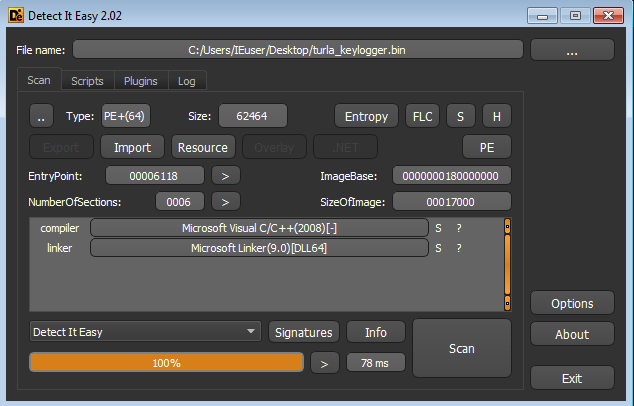 Detect It Easy 2.02
File name: C:/Users/IEuser/Desktop/turla_keylogger.bin ...
Scan Scripts Plugins Log
.. Type: PE+(64) Size: 62464 Entropy FLC S H
Export Import Resource Overlay .NET PE
EntryPoint: 00006118 > ImageBase: 0000000180000000
NumberOfSections: 0006 > SizeOfImage: 00017000
compiler Microsoft Visual C/C++(2008)[-] S ?
linker Microsoft Linker(9.0)[DLL64] S ?
Options
Detect It Easy Signatures Info Scan About
100% > 78 ms
Exit